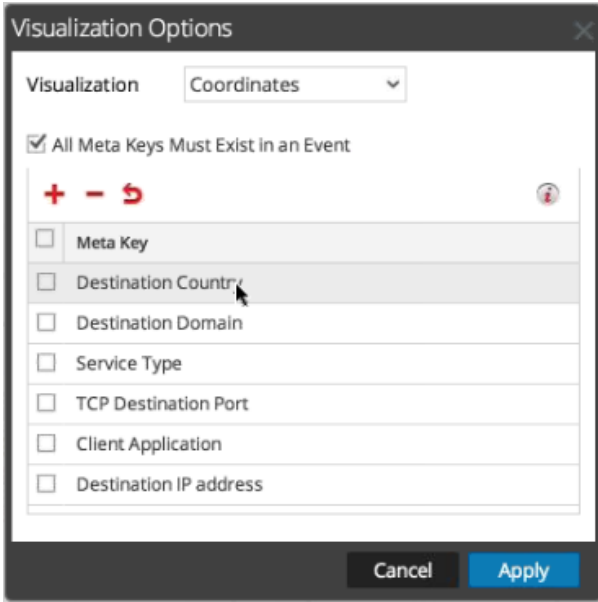 Visualization Options
Visualization Coordinates
All Meta Keys Must Exist in an Event
Meta Key
Destination Country
Destination Domain
Service Type
TCP Destination Port
Client Application
Destination IP address
Cancel Apply